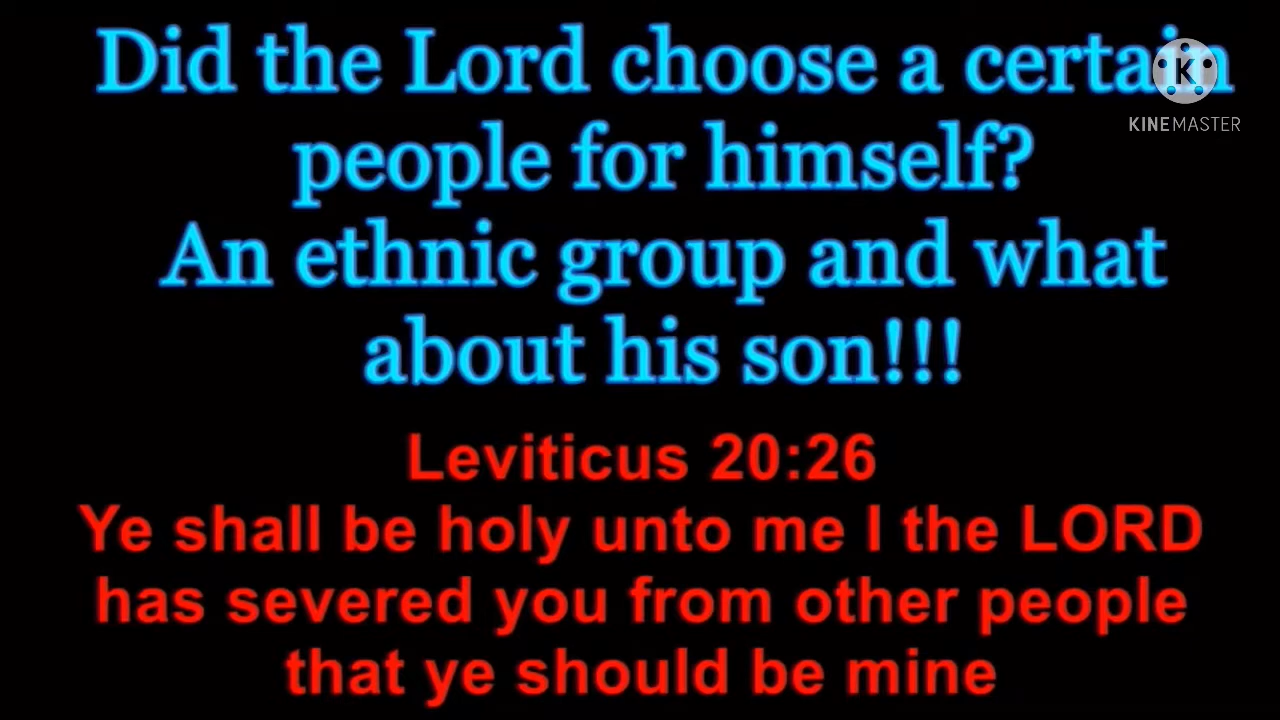 Did the Lord choose a certain
people for himself?
An ethnic group and what
about his son!!!
Leviticus 20:26
Ye shall be holy unto me I the LORD
has severed you from other people
that ye should be mine
K
KINEMASTER